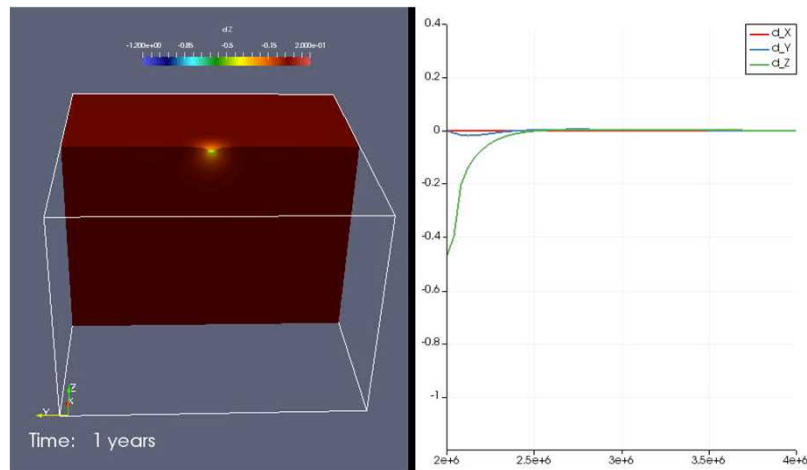 dZ
-1.200e+00 -0.85 -0.5 -0.15 2.000e-01
Z
X
Y
Time: 1 years
0.4
0.2
0
-0.2
-0.4
-0.6
-0.8
-1
2e+6 2.5e+6 3e+6 3.5e+6 4e+6
d_X
d_Y
d_Z